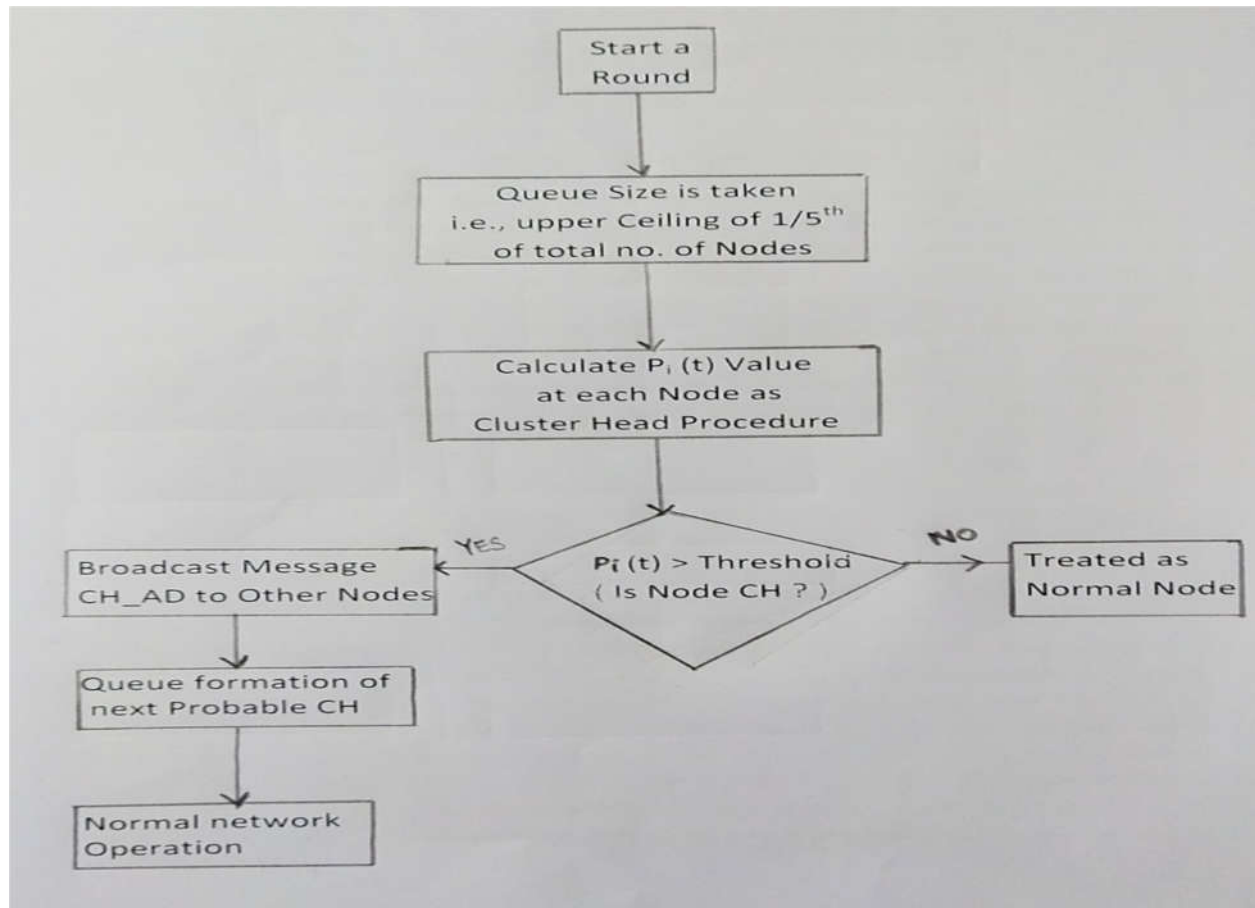 Start a
Round
Queue Size is taken
i.e., upper Ceiling of 1/5th
of total no. of Nodes
Calculate Pi (t) Value
at each Node as
Cluster Head Procedure
YES
Pi (t) > Threshold
( Is Node CH ? )
NO
Broadcast Message
CH_AD to Other Nodes
Treated as
Normal Node
Queue formation of
next Probable CH
Normal network
Operation